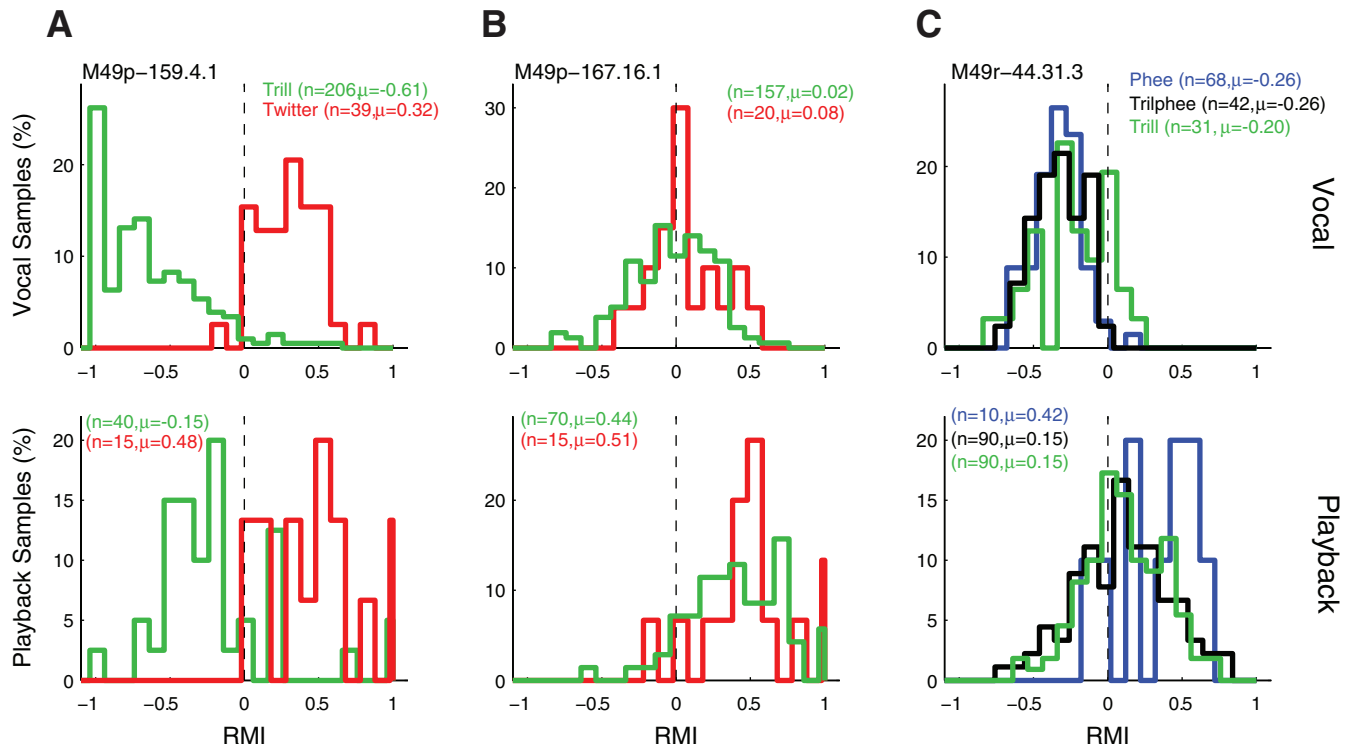 A
B
C
M49p−159.4.1
Trill (n=206,μ=-0.61)
Twitter (n=39,μ=0.32)
Vocal Samples (%)
20
10
0
−1
−0.5
0
0.5
1
M49p−167.16.1
(n=157,μ=0.02)
(n=20,μ=0.08)
30
20
10
0
−1
−0.5
0
0.5
1
M49r−44.31.3
Phee (n=68,μ=-0.26)
Trilphee (n=42,μ=-0.26)
Trill (n=31, μ=-0.20)
20
10
0
−1
−0.5
0
0.5
1
Vocal
(n=40,μ=-0.15)
(n=15,μ=0.48)
Playback Samples (%)
20
15
10
5
0
−1
−0.5
0
0.5
1
RMI
(n=70,μ=0.44)
(n=15,μ=0.51)
20
15
10
5
0
−1
−0.5
0
0.5
1
RMI
(n=10,μ=0.42)
(n=90,μ=0.15)
(n=90,μ=0.15)
20
15
10
5
0
−1
−0.5
0
0.5
1
RMI
Playback